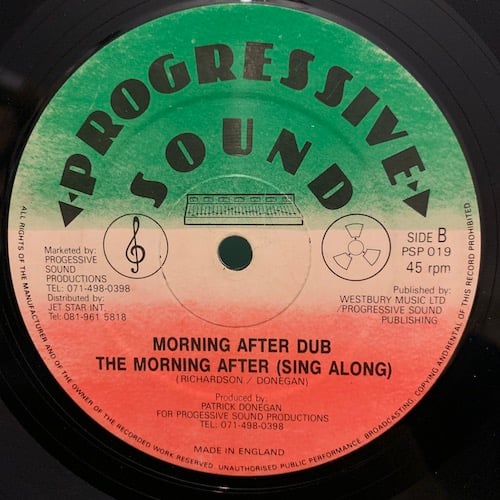 PROGRESSIVE
SOUND
Marketed by:
PROGESSIVE
SOUND
PRODUCTIONS
TEL: 071-498-0398
Distributed by:
JET STAR INT.
Tel: 081-961 5818
SIDE B
PSP 019
45 rpm
Published by:
WESTBURY MUSIC LTD
/PROGRESSIVE SOUND
PUBLISHING
MORNING AFTER DUB
THE MORNING AFTER (SING ALONG)
(RICHARDSON / DONEGAN)
Produced by:
PATRICK DONEGAN
FOR PROGESSIVE SOUND PRODUCTIONS
TEL: 071-498-0398
MADE IN ENGLAND
ALL RIGHTS OF THE MANUFACTURER AND OF THE OWNER OF THE RECORDED WORK RESERVED. UNAUTHORISED PUBLIC PERFORMANCE, BROADCASTING, COPYING AND RENTAL OF THIS RECORD PROHIBITED.